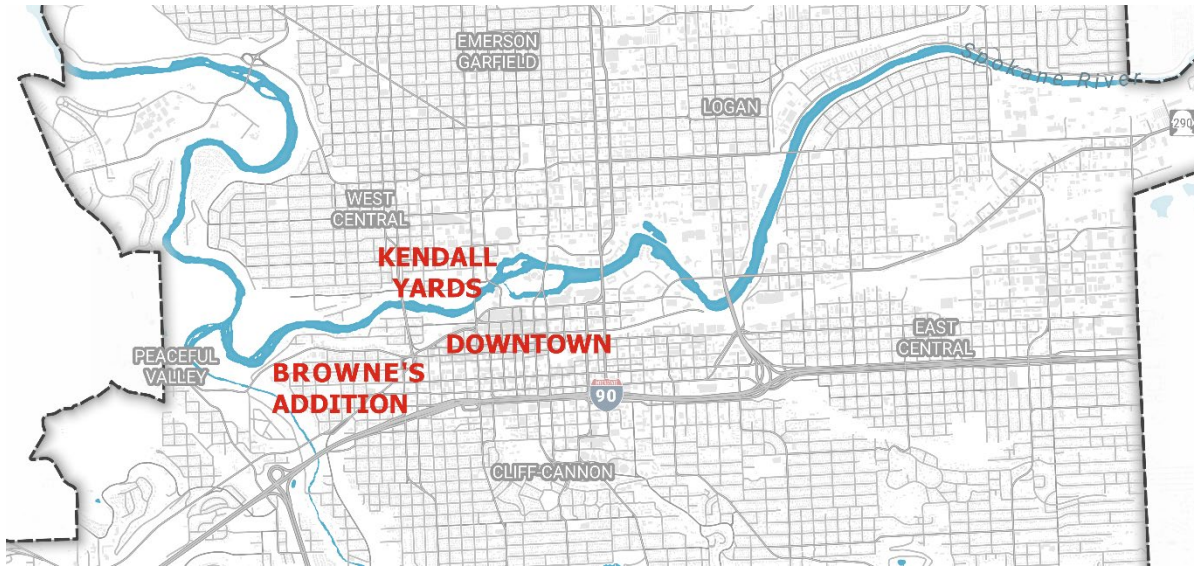 EMERSON
GARFIELD
Spokane River
LOGAN
290
WEST
CENTRAL
KENDALL
YARDS
DOWNTOWN
EAST
CENTRAL
PEACEFUL
VALLEY
BROWNE'S
ADDITION
90
CLIFF-CANNON